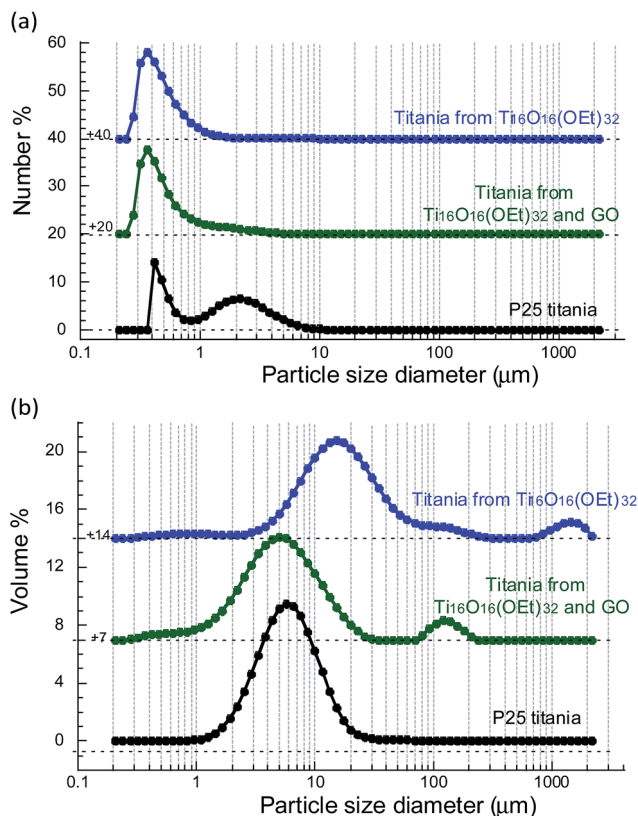 (a)
60
50
40
30
20
10
0
+40
+20
Number %
Titania from Ti16O16(OEt)32
Titania from
Ti16O16(OEt)32 and GO
P25 titania
0.1
1
10
100
1000
Particle size diameter (μm)
(b)
20
16
12
8
4
0
+14
+7
Volume %
Titania from Ti16O16(OEt)32
Titania from
Ti16O16(OEt)32 and GO
P25 titania
0.1
1
10
100
1000
Particle size diameter (μm)